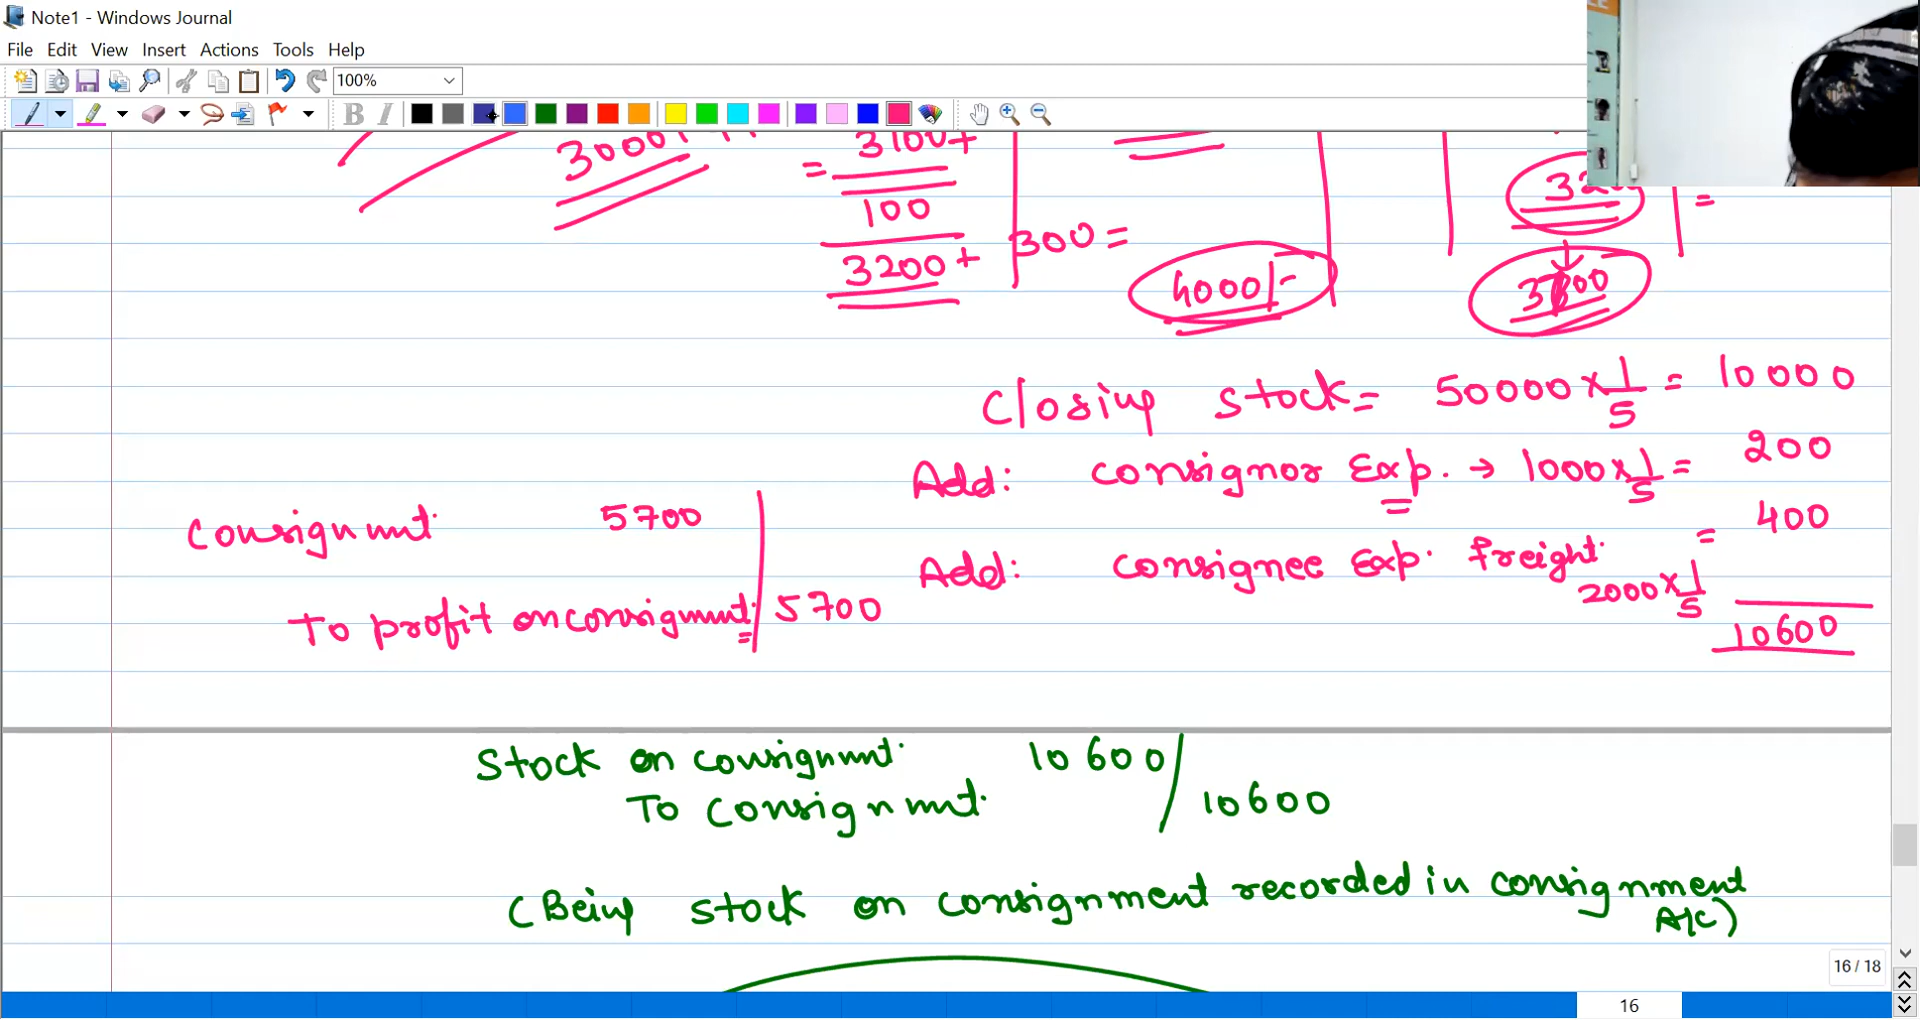 Note1 - Windows Journal
File Edit View Insert Actions Tools Help
100%
3000
= 3100+
100
3200+ 300 =
4000/-
=
Closing stock = 50000 × 1/5 = 10000
Add: consignor Exp. → 1000 × 1/5 = 200
Add: consignee Exp. freight 2000 × 1/5 = 400
10600
Consignmt 5700
To profit on consignmt 5700
Stock on consignmt 10600
To Consignmt 10600
(Being stock on consignment recorded in consignment
A/C)
16 / 18
16